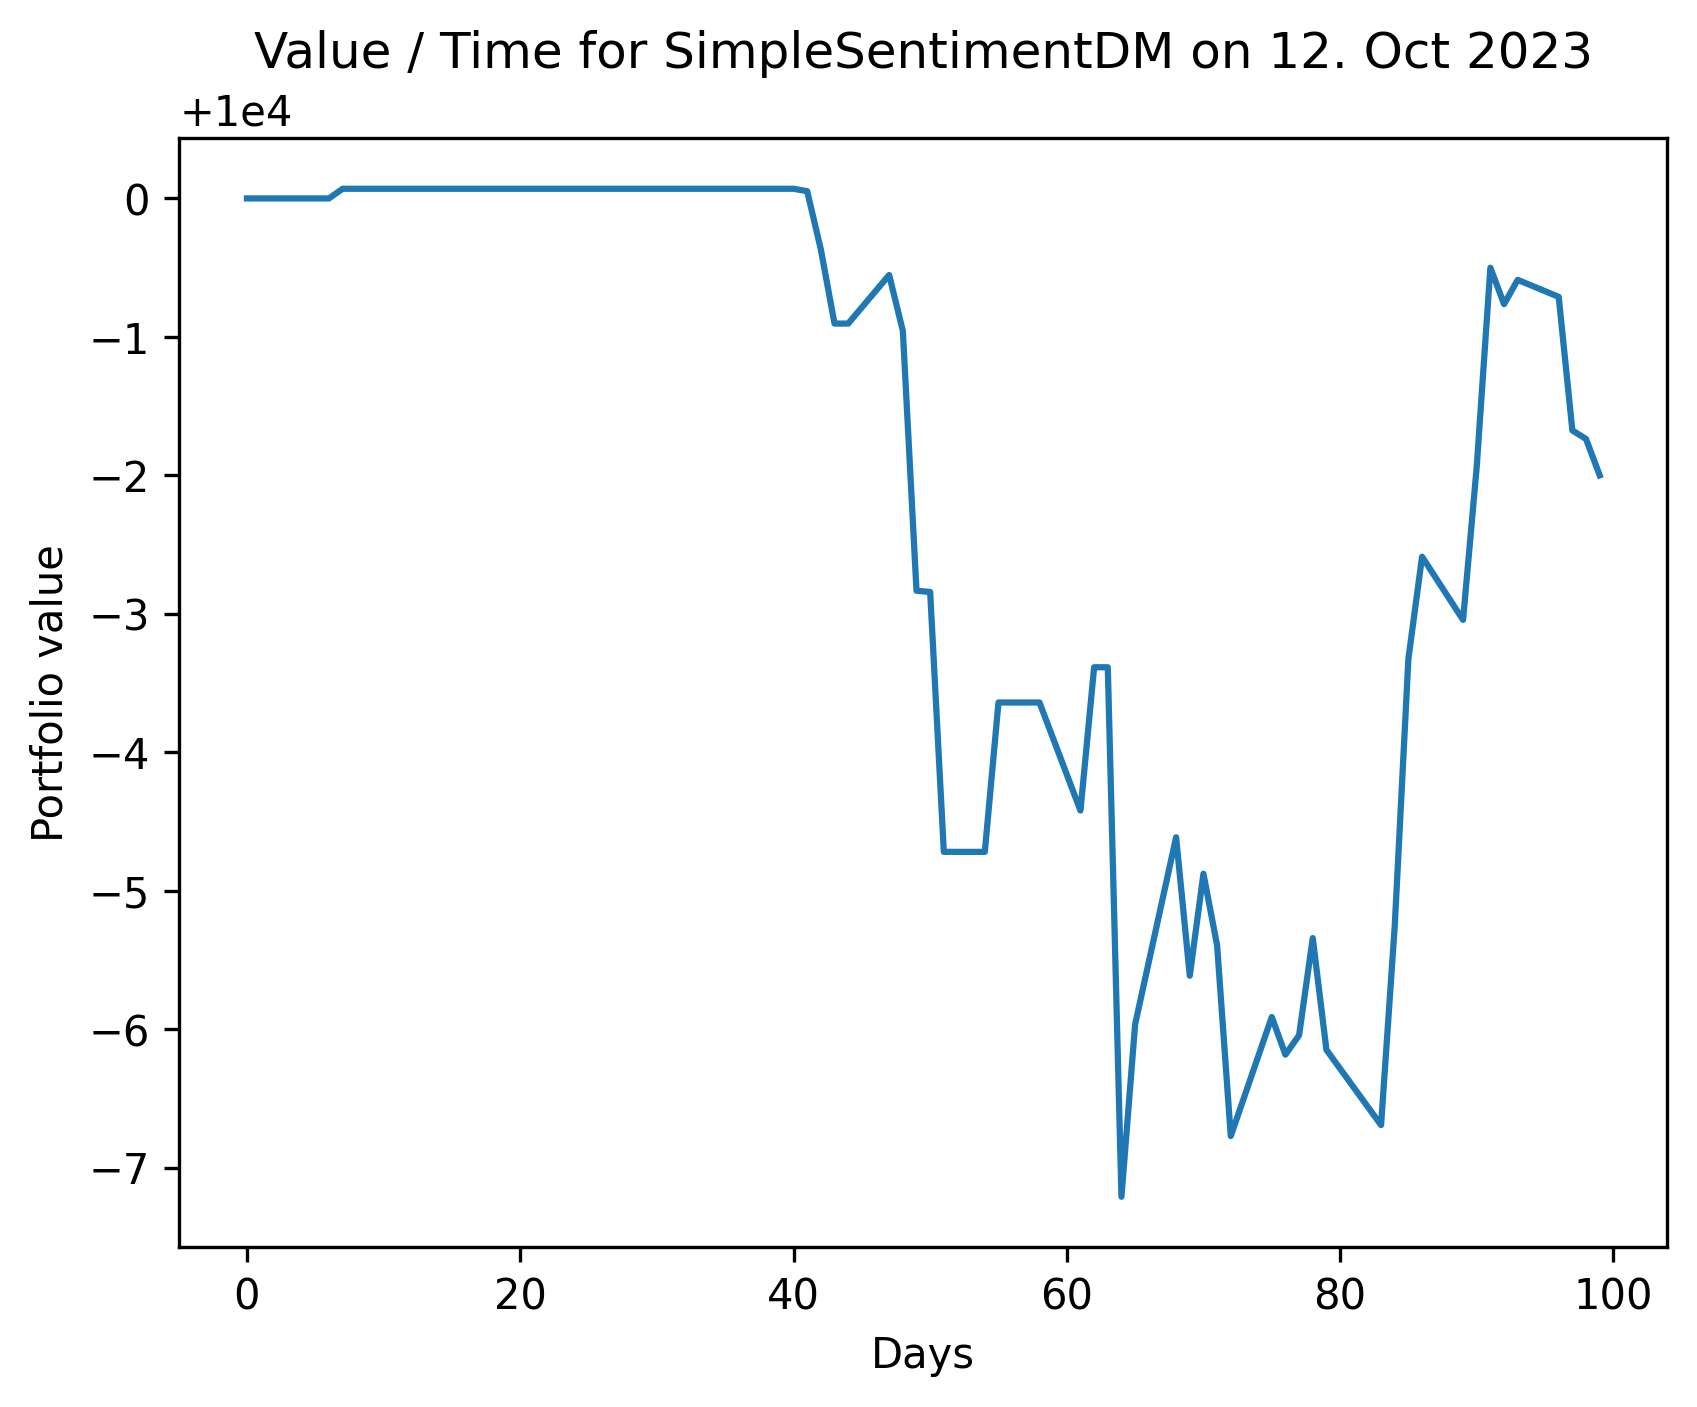 Value / Time for SimpleSentimentDM on 12. Oct 2023
+1e4
0
−1
−2
−3
−4
−5
−6
−7
Portfolio value
0 20 40 60 80 100
Days